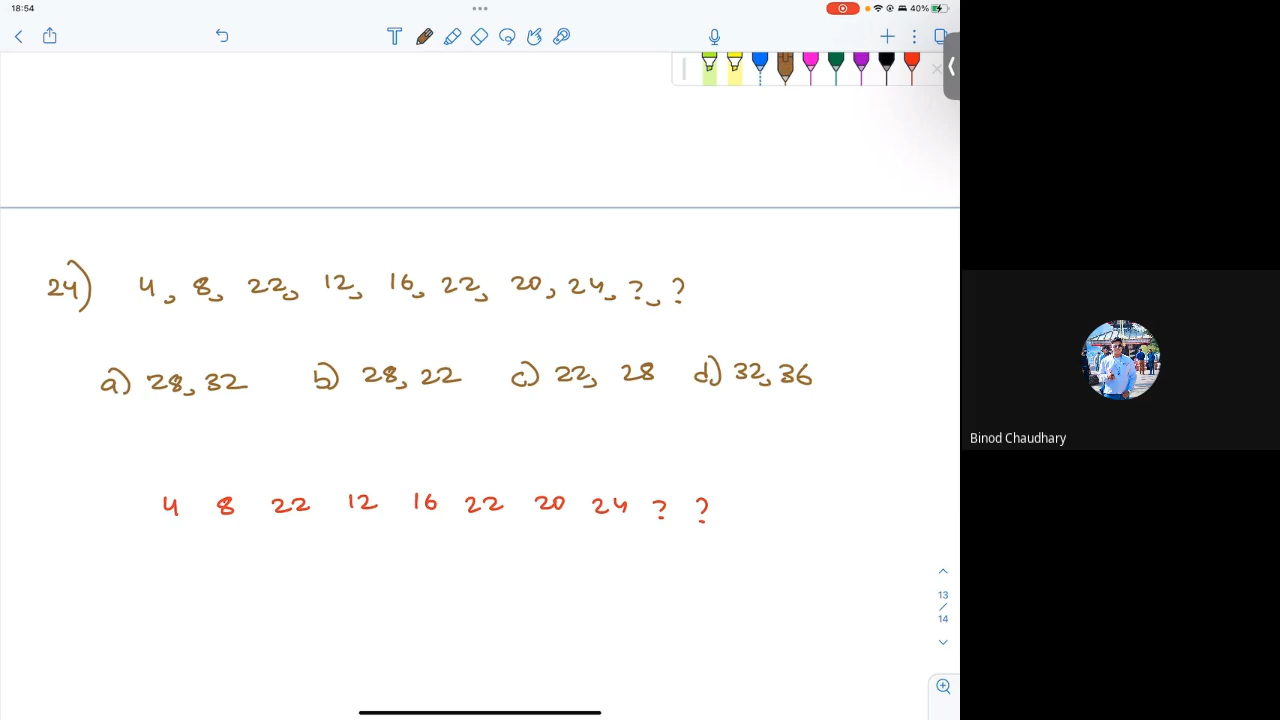 18:54
40%
T
24) 4, 8, 22, 12, 16, 22, 20, 24, ?, ?
a) 28, 32 b) 28, 22 c) 22, 28 d) 32, 36
4 8 22 12 16 22 20 24 ? ?
13
/
14
Binod Chaudhary